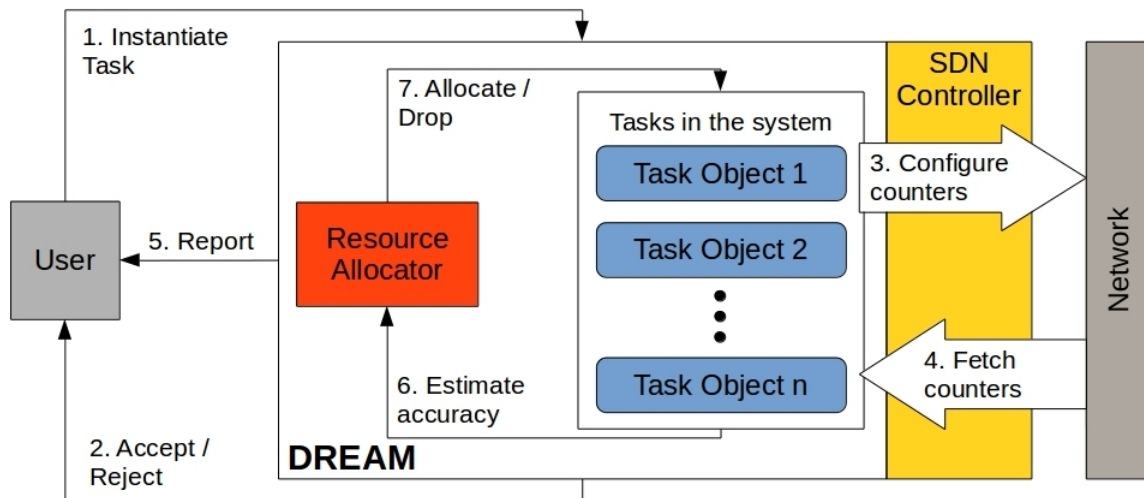 1. Instantiate
Task
7. Allocate /
Drop
SDN
Controller
Tasks in the system
Task Object 1
3. Configure
counters
User
5. Report
Resource
Allocator
Task Object 2
Network
Task Object n
4. Fetch
counters
6. Estimate
accuracy
2. Accept /
Reject
DREAM